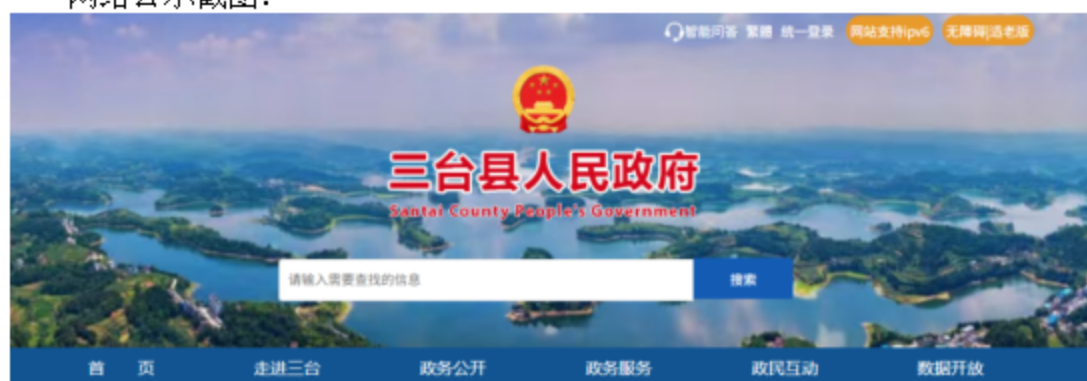 网站公示截图:
智能问答 繁體 统一登录 网站支持ipv6 无障碍|适老版
三台县人民政府
Santai County People's Government
请输入需要查找的信息 搜索
首 页 走进三台 政务公开 政务服务 政民互动 数据开放